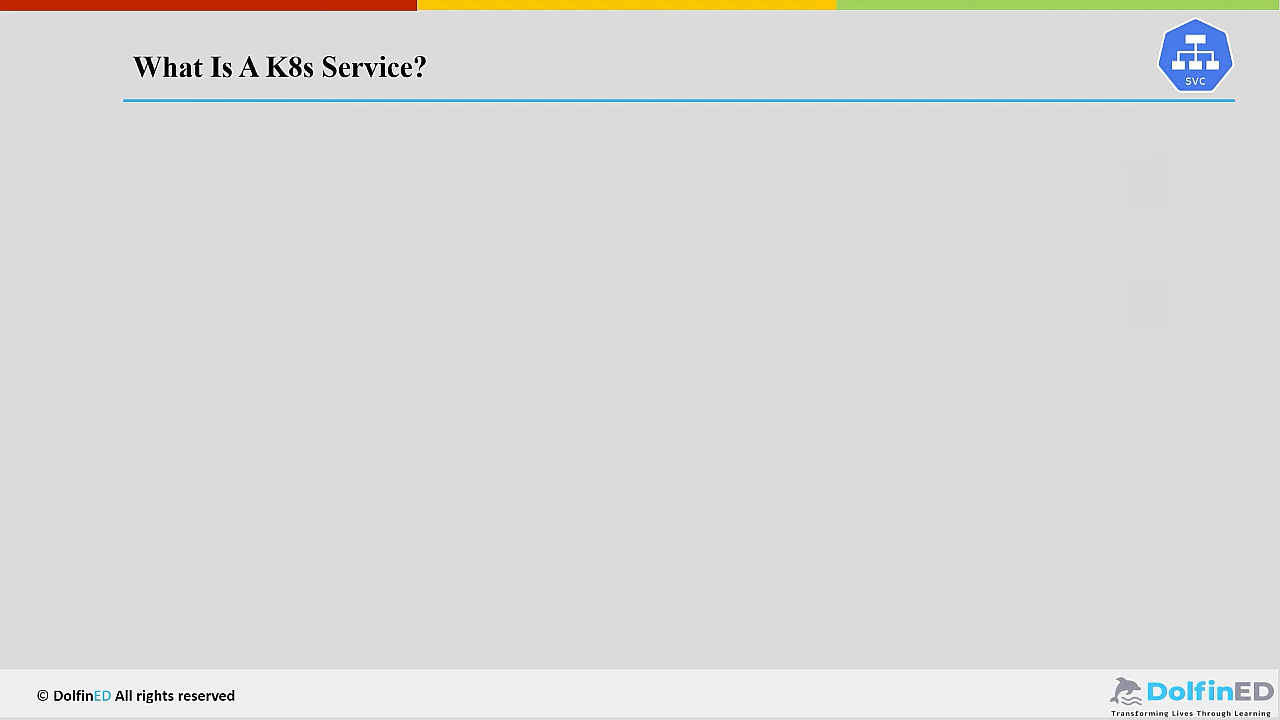 What Is A K8s Service?
svc
© DolfinED All rights reserved
DolfinED
Transforming Lives Through Learning